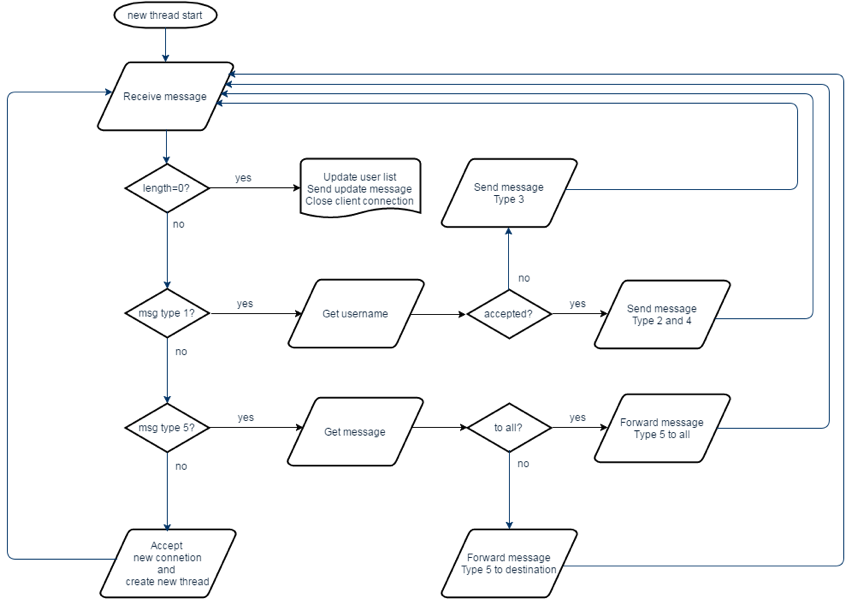 new thread start
Receive message
length=0?
yes
Update user list
Send update message
Close client connection
Send message
Type 3
no
no
msg type 1?
yes
Get username
accepted?
yes
Send message
Type 2 and 4
no
msg type 5?
yes
Get message
to all?
yes
Forward message
Type 5 to all
no
no
Accept
new connetion
and
create new thread
Forward message
Type 5 to destination